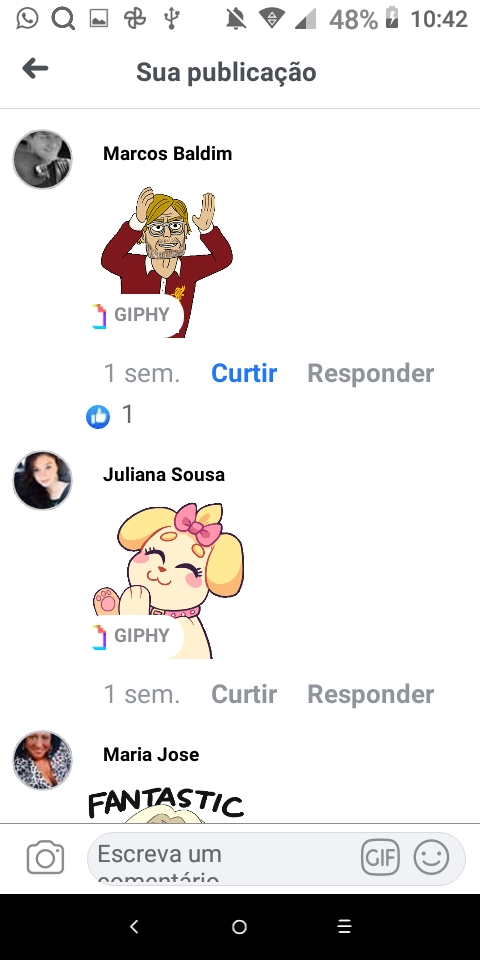 48% 10:42
Sua publicação
Marcos Baldim
GIPHY
1 sem. Curtir Responder
1
Juliana Sousa
GIPHY
1 sem. Curtir Responder
Maria Jose
FANTASTIC
Escreva um
comentário
GIF